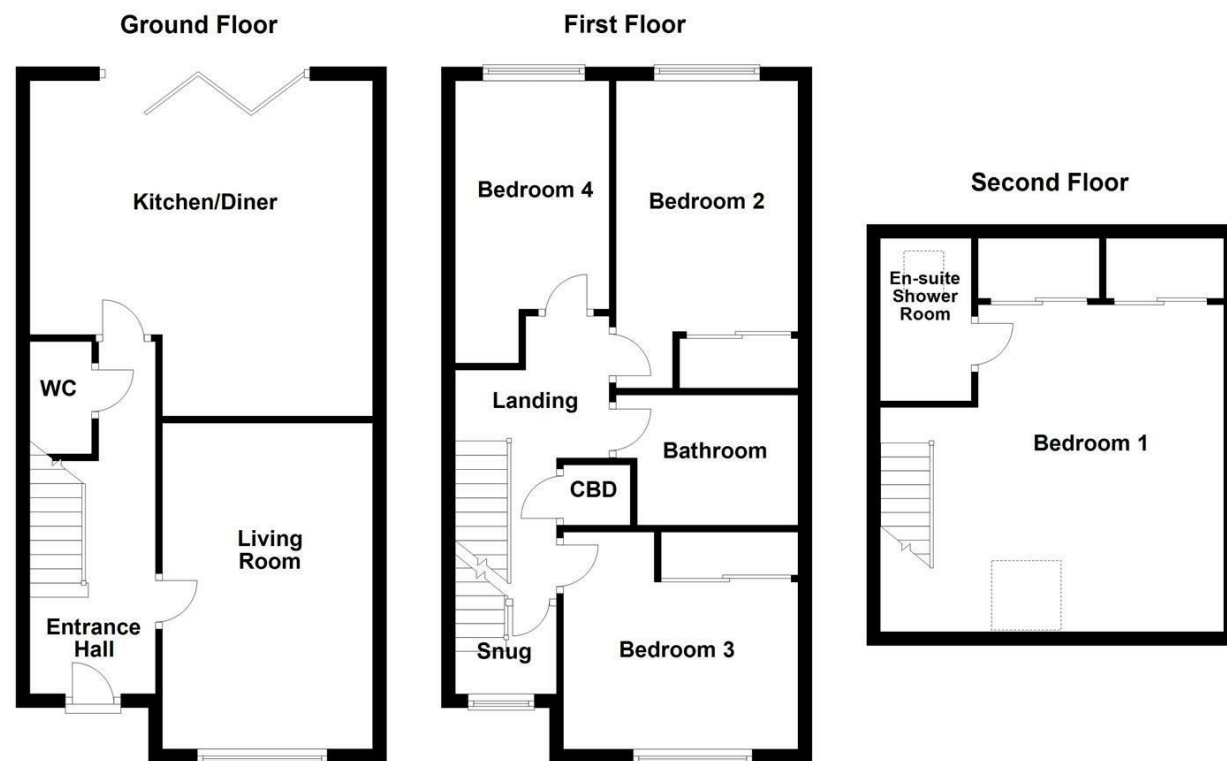 Ground Floor
Kitchen/Diner
WC
Living
Room
Entrance
Hall
First Floor
Bedroom 4
Bedroom 2
Landing
Bathroom
CBD
Snug
Bedroom 3
Second Floor
En-suite
Shower
Room
Bedroom 1